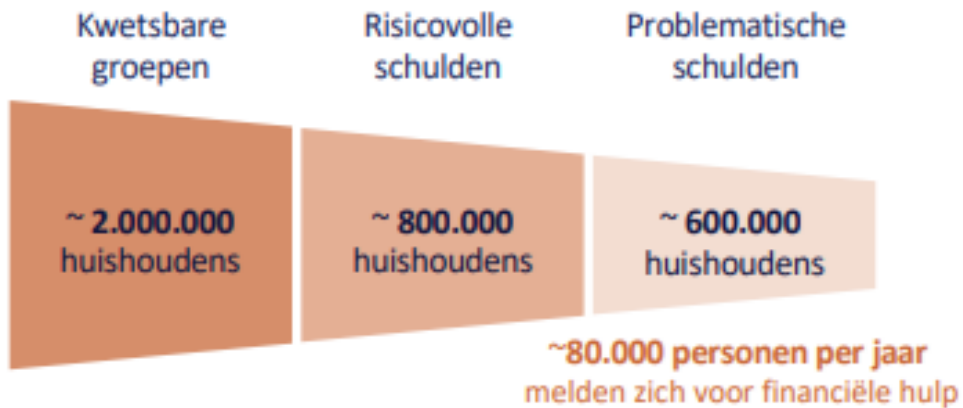 Kwetsbare
groepen
Risicovolle
schulden
Problematische
schulden
~ 2.000.000
huishoudens
~ 800.000
huishoudens
~ 600.000
huishoudens
~80.000 personen per jaar
melden zich voor financiële hulp